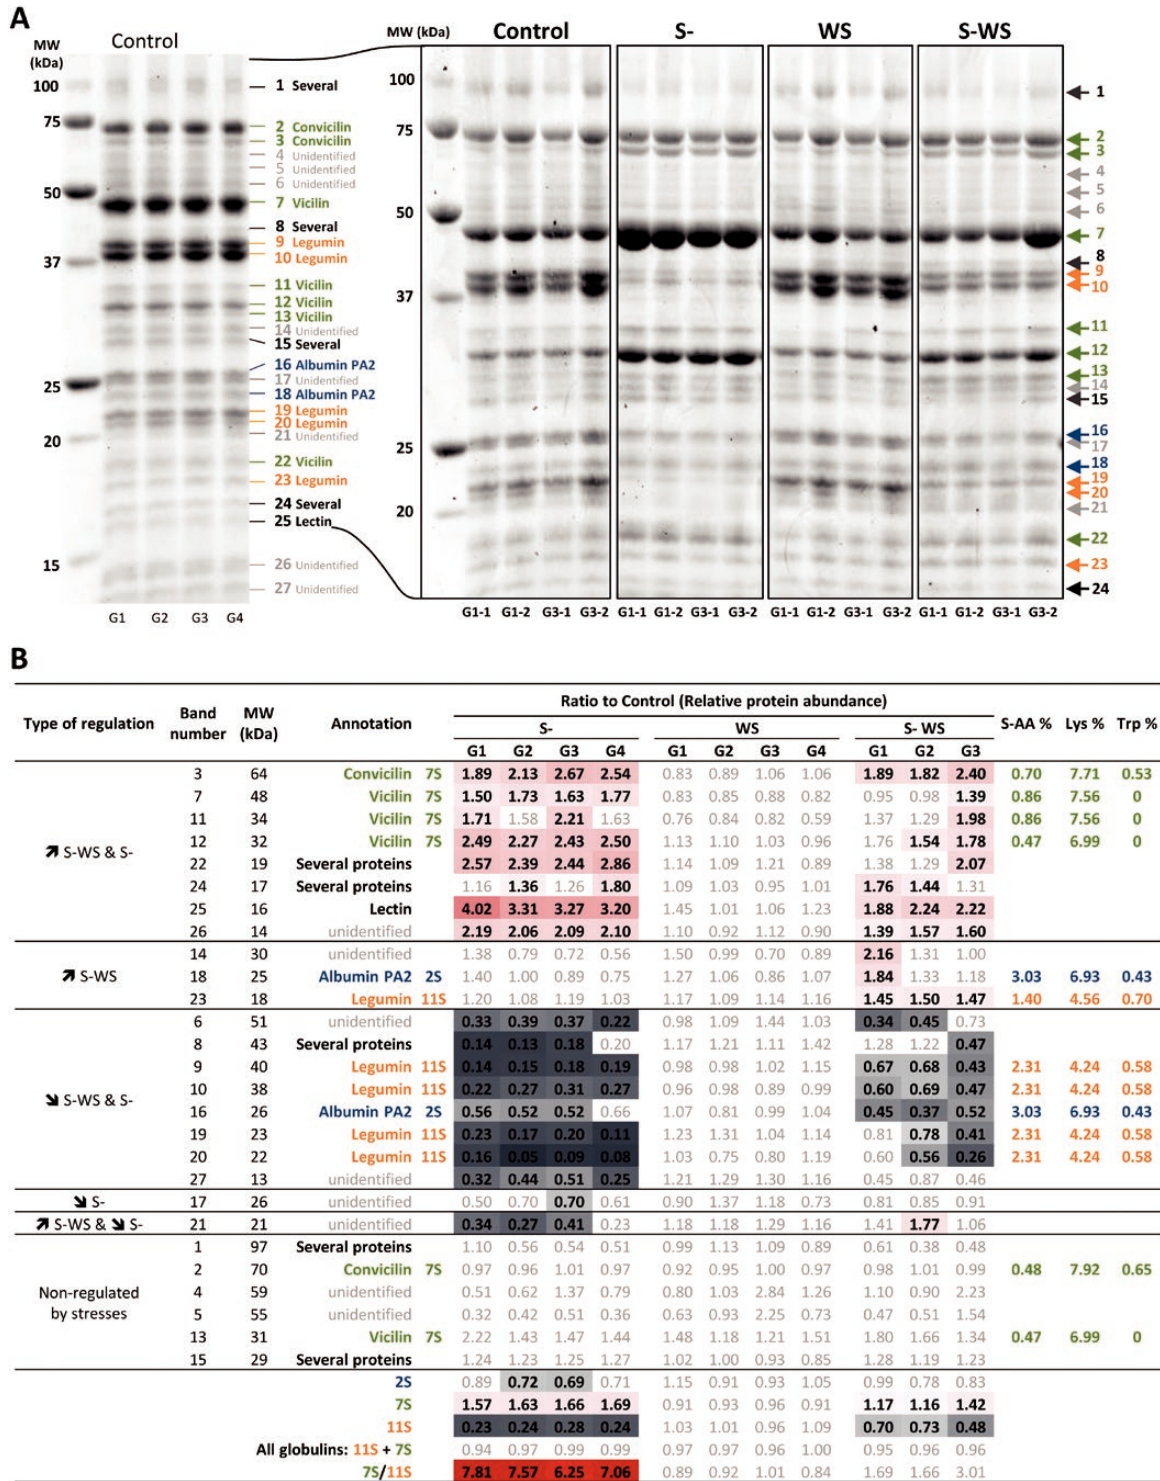 A
MW (kDa)
Control
100
75
50
37
25
20
15
1 Several
2 Convicilin
3 Convicilin
4 Unidentified
5 Unidentified
6 Unidentified
7 Vicilin
8 Several
9 Legumin
10 Legumin
11 Vicilin
12 Vicilin
13 Vicilin
14 Unidentified
15 Several
16 Albumin PA2
17 Unidentified
18 Albumin PA2
19 Legumin
20 Legumin
21 Unidentified
22 Vicilin
23 Legumin
24 Several
25 Lectin
26 Unidentified
27 Unidentified
G1 G2 G3 G4
MW (kDa) Control S- WS S-WS
100
75
50
37
25
20
1
2
3
4
5
6
7
8
9
10
11
12
13
14
15
16
17
18
19
20
21
22
23
24
G1-1 G1-2 G3-1 G3-2 G1-1 G1-2 G3-1 G3-2 G1-1 G1-2 G3-1 G3-2 G1-1 G1-2 G3-1 G3-2
B
Ratio to Control (Relative protein abundance)
Type of regulation Band number MW (kDa) Annotation S- WS S- WS S-AA % Lys % Trp %
G1 G2 G3 G4 G1 G2 G3 G4 G1 G2 G3
3 64 Convicilin 7S 1.89 2.13 2.67 2.54 0.83 0.89 1.06 1.06 1.89 1.82 2.40 0.70 7.71 0.53
7 48 Vicilin 7S 1.50 1.73 1.63 1.77 0.83 0.85 0.88 0.82 0.95 0.98 1.39 0.86 7.56 0
11 34 Vicilin 7S 1.71 1.58 2.21 1.63 0.76 0.84 0.82 0.59 1.37 1.29 1.98 0.86 7.56 0
12 32 Vicilin 7S 2.49 2.27 2.43 2.50 1.13 1.10 1.03 0.96 1.76 1.54 1.78 0.47 6.99 0
↗ S-WS & S- 22 19 Several proteins 2.57 2.39 2.44 2.86 1.14 1.09 1.21 0.89 1.38 1.29 2.07
24 17 Several proteins 1.16 1.36 1.26 1.80 1.09 1.03 0.95 1.01 1.76 1.44 1.31
25 16 Lectin 4.02 3.31 3.27 3.20 1.45 1.01 1.06 1.23 1.88 2.24 2.22
26 14 unidentified 2.19 2.06 2.09 2.10 1.10 0.92 1.12 0.90 1.39 1.57 1.60
14 30 unidentified 1.38 0.79 0.72 0.56 1.36 0.99 0.70 0.86 2.16 1.31 1.00
↗ S-WS 18 25 Albumin PA2 2S 1.40 1.00 0.89 0.75 1.27 1.06 0.86 1.07 1.84 1.33 1.18 3.03 6.93 0.43
23 18 Legumin 11S 1.20 1.08 1.19 1.03 1.17 1.09 1.14 1.16 1.45 1.50 1.47 1.40 4.56 0.70
6 51 unidentified 0.33 0.39 0.37 0.22 0.98 1.09 1.44 1.03 0.34 0.45 0.73
8 43 Several proteins 0.14 0.13 0.18 0.20 1.17 1.21 1.11 1.42 1.28 1.22 0.47
9 40 Legumin 11S 0.14 0.15 0.18 0.19 0.98 0.98 1.02 1.15 0.67 0.68 0.43 2.31 4.24 0.58
10 38 Legumin 11S 0.22 0.27 0.31 0.27 0.96 0.98 0.89 0.99 0.60 0.69 0.47 2.31 4.24 0.58
↘ S-WS & S- 16 26 Albumin PA2 2S 0.56 0.52 0.52 0.66 1.07 0.81 0.99 1.04 0.45 0.37 0.52 3.03 6.93 0.43
19 23 Legumin 11S 0.23 0.17 0.20 0.11 1.23 1.31 1.04 1.14 0.81 0.78 0.41 2.31 4.24 0.58
20 22 Legumin 11S 0.16 0.05 0.09 0.08 1.03 0.75 0.80 1.19 0.60 0.56 0.26 2.31 4.24 0.58
27 13 unidentified 0.32 0.44 0.51 0.25 1.21 1.29 1.30 1.16 0.45 0.87 0.46
↘ S- 17 26 unidentified 0.50 0.70 0.70 0.61 0.90 1.37 1.18 0.73 0.81 0.85 0.91
↗ S-WS & ↘ S- 21 21 unidentified 0.34 0.27 0.41 0.23 1.18 1.18 1.29 1.16 1.41 1.77 1.06
1 97 Several proteins 1.10 0.56 0.54 0.51 0.99 1.13 1.09 0.89 0.61 0.38 0.48
2 70 Convicilin 7S 0.97 0.96 1.01 0.97 0.92 0.95 1.00 0.97 0.98 1.01 0.99 0.48 7.92 0.65
Non-regulated 4 59 unidentified 0.51 0.62 1.37 0.79 0.80 1.03 2.84 1.26 1.10 0.90 2.23
by stresses 5 55 unidentified 0.32 0.42 0.51 0.36 0.63 0.93 2.25 0.73 0.47 0.51 1.54
13 31 Vicilin 7S 2.22 1.43 1.47 1.44 1.48 1.18 1.21 1.51 1.80 1.66 1.34 0.47 6.99 0
15 29 Several proteins 1.24 1.23 1.25 1.27 1.02 1.00 0.93 0.85 1.28 1.19 1.23
2S 0.89 0.72 0.69 0.71 1.15 0.91 0.93 1.05 0.99 0.78 0.83
7S 1.57 1.63 1.66 1.69 0.91 0.93 0.96 0.91 1.17 1.16 1.42
11S 0.23 0.24 0.28 0.24 1.03 1.01 0.96 1.09 0.70 0.73 0.48
All globulins: 11S + 7S 0.94 0.97 0.99 0.99 0.97 0.97 0.96 1.00 0.95 0.96 0.96
7S/11S 7.81 7.57 6.25 7.06 0.89 0.92 1.01 0.84 1.69 1.66 3.01